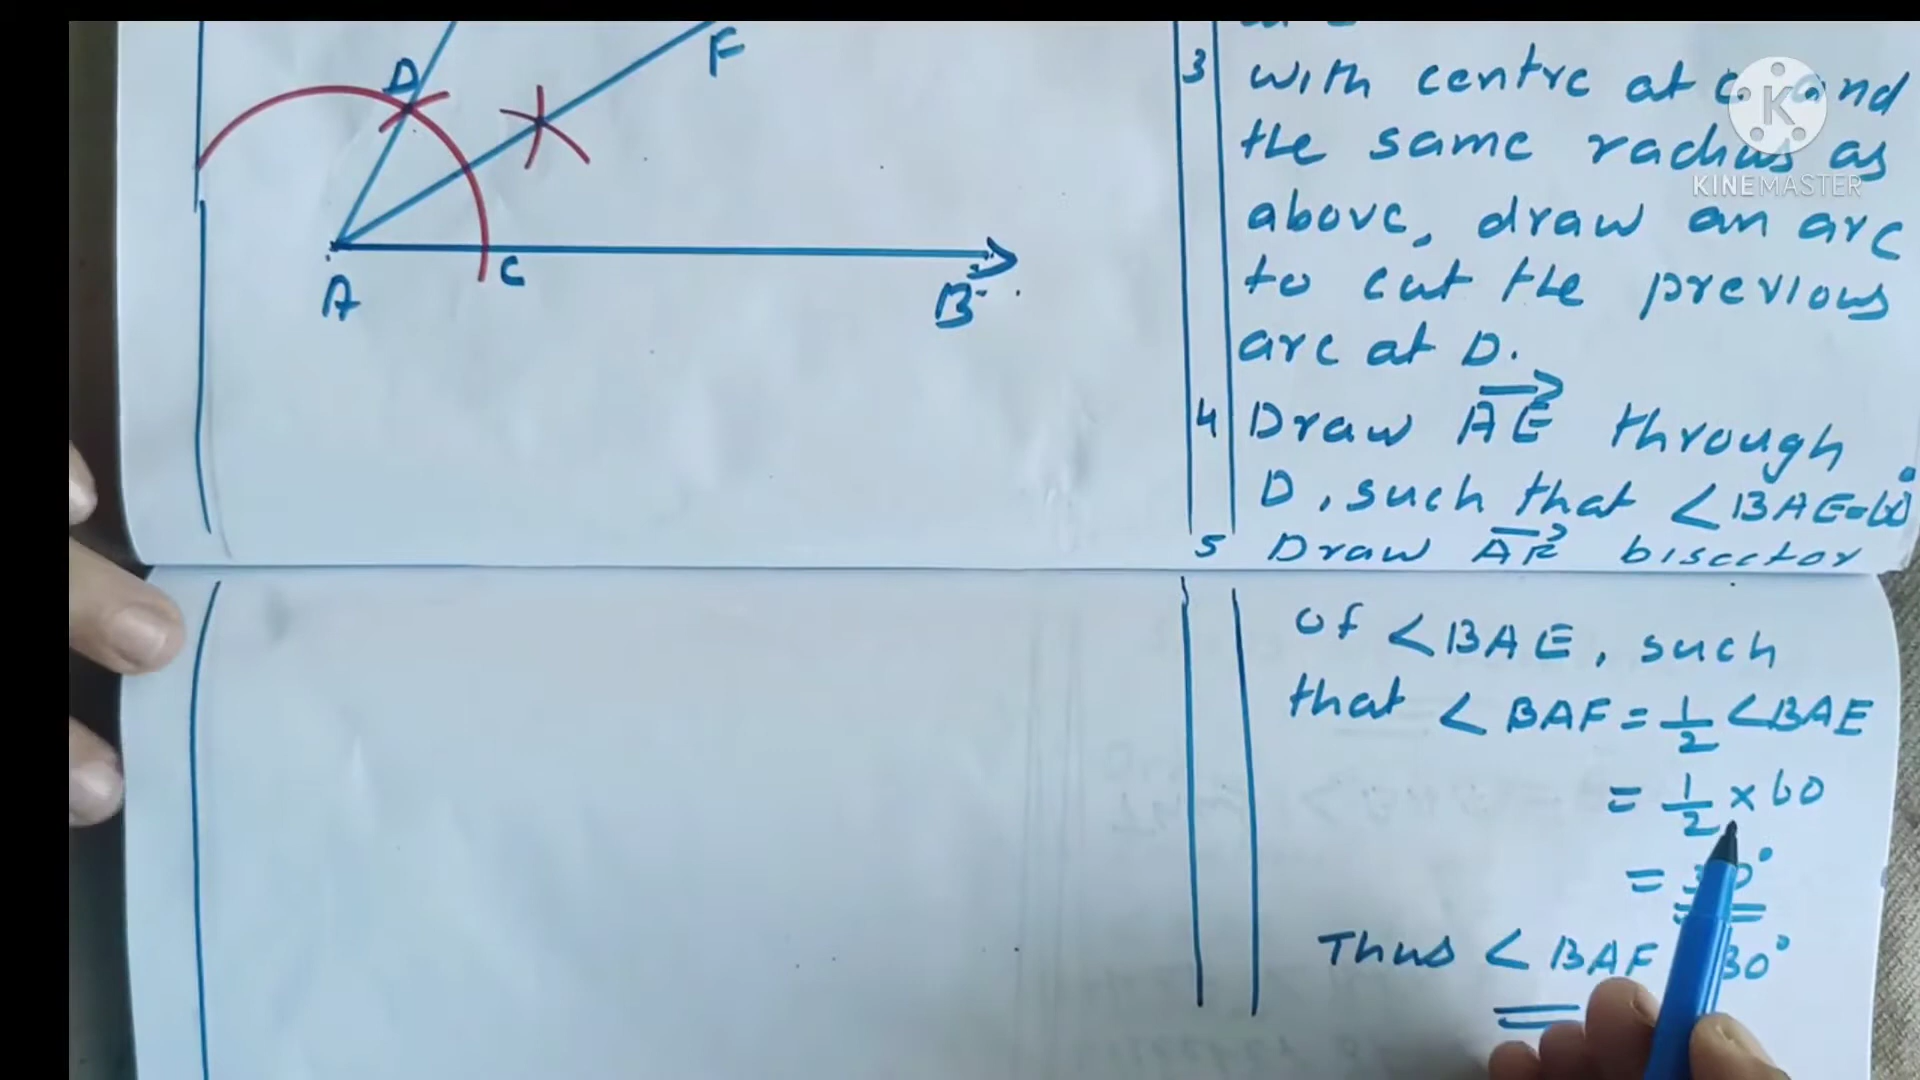 F
D
C
A
B
3 with centre at C and
the same radius as
above, draw an arc
to cut the previous
arc at D.
4 Draw AE through
D, such that ∠BAE=60°
5 Draw AF bisector
of ∠BAE, such
that ∠BAF = 1/2 ∠BAE
= 1/2 × 60
= 30°
Thus ∠BAF 30°
K
KINEMASTER